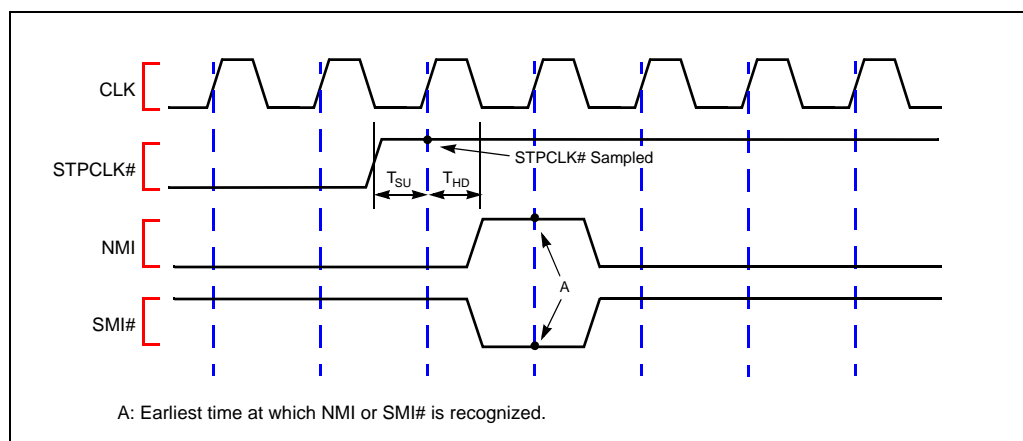 CLK
STPCLK#
STPCLK# Sampled
TSU
THD
NMI
A
SMI#
A: Earliest time at which NMI or SMI# is recognized.